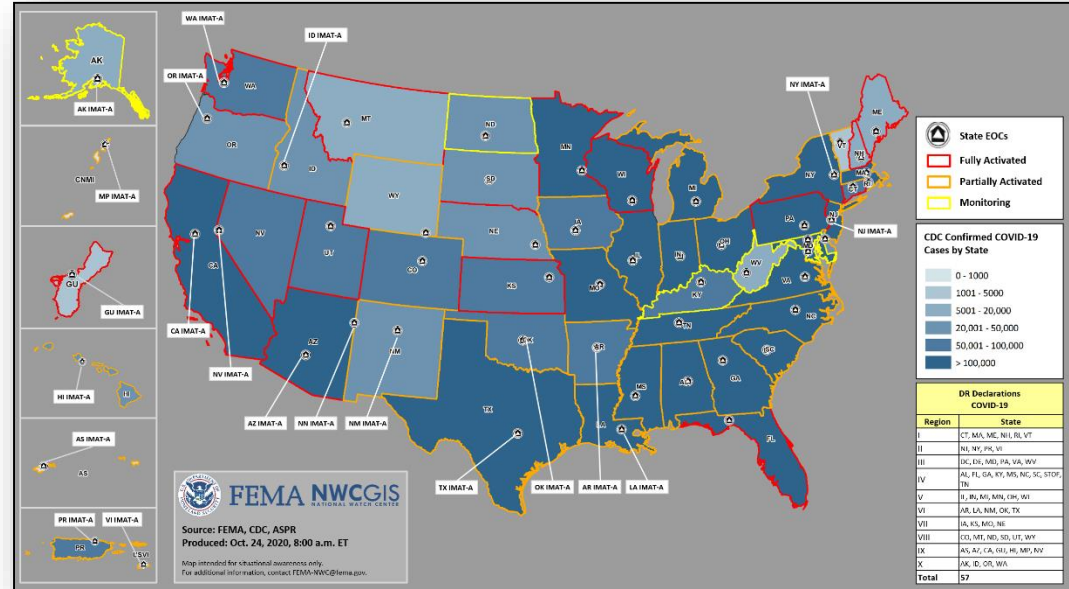 WA IMAT-A
ID IMAT-A
OR IMAT-A
NY IMAT-A
AK
AK IMAT-A
CNMI
MP IMAT-A
GU
GU IMAT-A
HI
HI IMAT-A
AS IMAT-A
AS
PR IMAT-A
VI IMAT-A
PR
USVI
WA
OR
MT
ID
WY
ND
SD
NE
NV
UT
CO
CA
AZ
NM
KS
OK
TX
MN
IA
MO
AR
LA
WI
IL
MI
IN
OH
KY
TN
MS
AL
GA
FL
SC
NC
VA
WV
PA
NY
NJ
VT
NH
ME
MA
RI
CT
CA IMAT-A
NV IMAT-A
AZ IMAT-A
NN IMAT-A
NM IMAT-A
TX IMAT-A
OK IMAT-A
AR IMAT-A
LA IMAT-A
NJ IMAT-A
State EOCs
Fully Activated
Partially Activated
Monitoring
CDC Confirmed COVID-19
Cases by State
0 - 1000
1001 - 5000
5001 - 20,000
20,001 - 50,000
50,001 - 100,000
> 100,000
DR Declarations
COVID-19
Region State
I CT, MA, ME, NH, RI, VT
II NJ, NY, PR, VI
III DC, DE, MD, PA, VA, WV
IV AL, FL, GA, KY, MS, NC, SC, STOF,
TN
V IL, IN, MI, MN, OH, WI
VI AR, LA, NM, OK, TX
VII IA, KS, MO, NE
VIII CO, MT, ND, SD, UT, WY
IX AS, AZ, CA, GU, HI, MP, NV
X AK, ID, OR, WA
Total 57
FEMA NWCGIS
NATIONAL WATCH CENTER
Source: FEMA, CDC, ASPR
Produced: Oct. 24, 2020, 8:00 a.m. ET
Map intended for situational awareness only.
For additional information, contact FEMA-NWC@fema.gov.